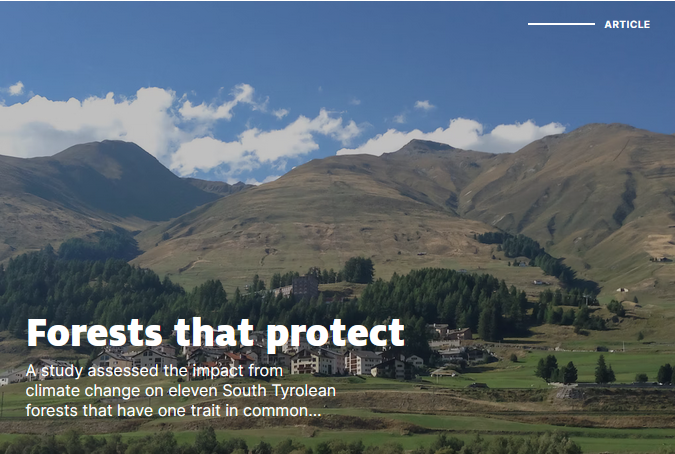 ARTICLE
Forests that protect
A study assessed the impact from
climate change on eleven South Tyrolean
forests that have one trait in common...